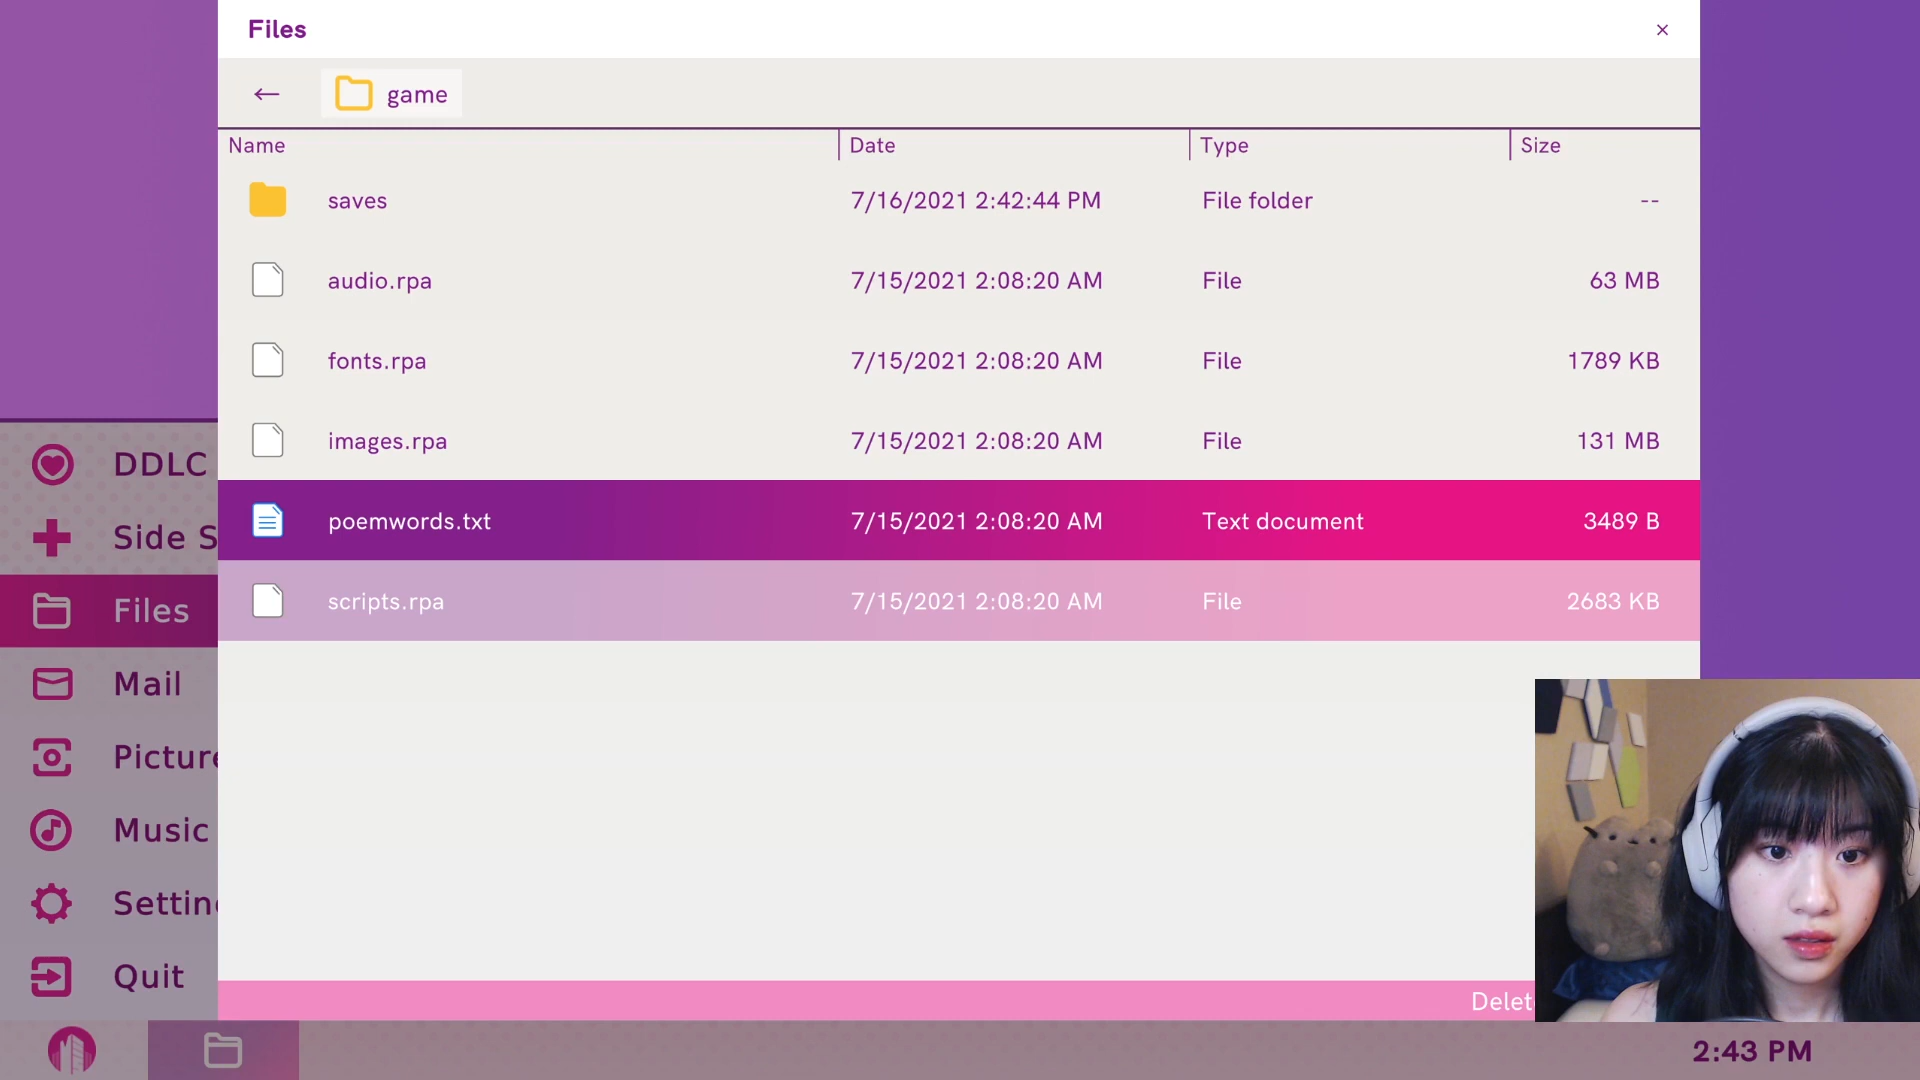 Files
×
← game
Name Date Type Size
saves 7/16/2021 2:42:44 PM File folder --
audio.rpa 7/15/2021 2:08:20 AM File 63 MB
fonts.rpa 7/15/2021 2:08:20 AM File 1789 KB
images.rpa 7/15/2021 2:08:20 AM File 131 MB
poemwords.txt 7/15/2021 2:08:20 AM Text document 3489 B
scripts.rpa 7/15/2021 2:08:20 AM File 2683 KB
DDLC
Side S
Files
Mail
Picture
Music
Settin
Quit
Delet
2:43 PM